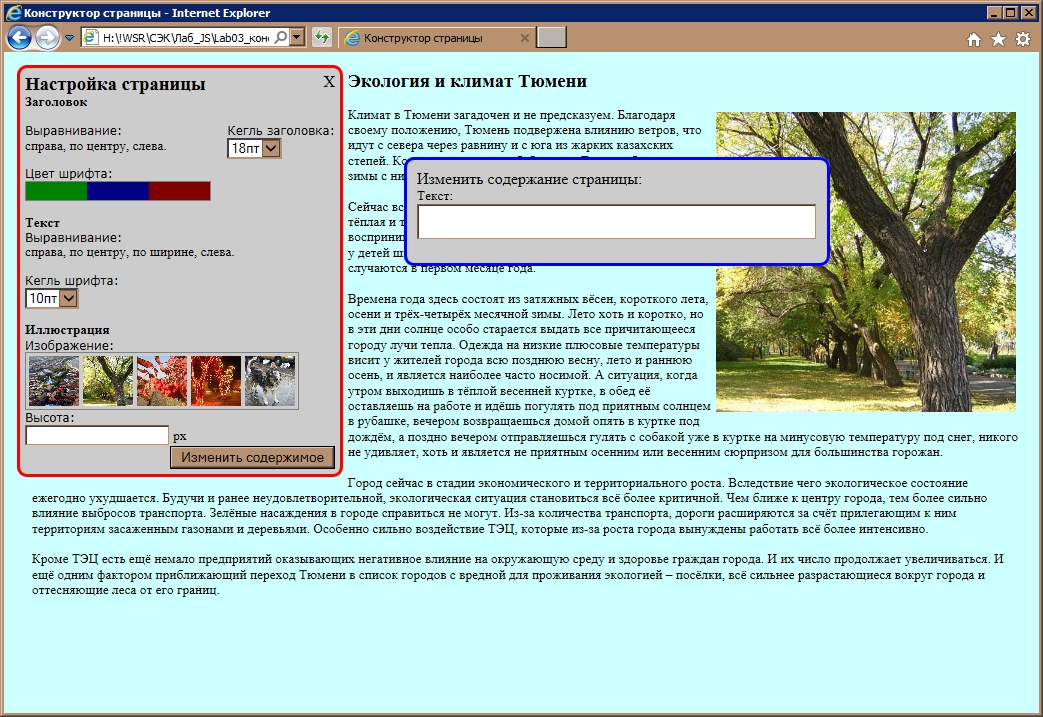 Конструктор страницы - Internet Explorer
H:\!WSR\СЭК\Лаб_JS\Lab03_кон
Конструктор страницы
Настройка страницы X
Заголовок
Выравнивание:
справа, по центру, слева.
Кегль заголовка:
18пт
Цвет шрифта:
Текст
Выравнивание:
справа, по центру, по ширине, слева.
Кегль шрифта:
10пт
Иллюстрация
Изображение:
Высота:
px
Изменить содержимое
Экология и климат Тюмени
Климат в Тюмени загадочен и не предсказуем. Благодаря
своему положению, Тюмень подвержена влиянию ветров, что
идут с севера через равнину и с юга из жарких казахских
степей.
зимы с
Сейчас
тёплая и
у детей
случаются в первом месяце года.
Изменить содержание страницы:
Текст:
Времена года здесь состоят из затяжных вёсен, короткого лета,
осени и трёх-четырёх месячной зимы. Лето хоть и коротко, но
в эти дни солнце особо старается выдать все причитающееся
городу лучи тепла. Одежда на низкие плюсовые температуры
висит у жителей города всю позднюю весну, лето и раннюю
осень, и является наиболее часто носимой. А ситуация, когда
утром выходишь в тёплой весенней куртке, в обед её
оставляешь на работе и идёшь погулять под приятным солнцем
в рубашке, вечером возвращаешься домой опять в куртке под
дождём, а поздно вечером отправляешься гулять с собакой уже в куртке на минусовую температуру под снег, никого
не удивляет, хоть и является не приятным осенним или весенним сюрпризом для большинства горожан.
Город сейчас в стадии экономического и территориального роста. Вследствие чего экологическое состояние
ежегодно ухудшается. Будучи и ранее неудовлетворительной, экологическая ситуация становиться всё более критичной. Чем ближе к центру города, тем более сильно
влияние выбросов транспорта. Зелёные насаждения в городе справиться не могут. Из-за количества транспорта, дороги расширяются за счёт прилегающим к ним
территориям засаженным газонами и деревьями. Особенно сильно воздействие ТЭЦ, которые из-за роста города вынуждены работать всё более интенсивно.
Кроме ТЭЦ есть ещё немало предприятий оказывающих негативное влияние на окружающую среду и здоровье граждан города. И их число продолжает увеличиваться. И
ещё одним фактором приближающий переход Тюмени в список городов с вредной для проживания экологией – посёлки, всё сильнее разрастающиеся вокруг города и
оттесняющие леса от его границ.